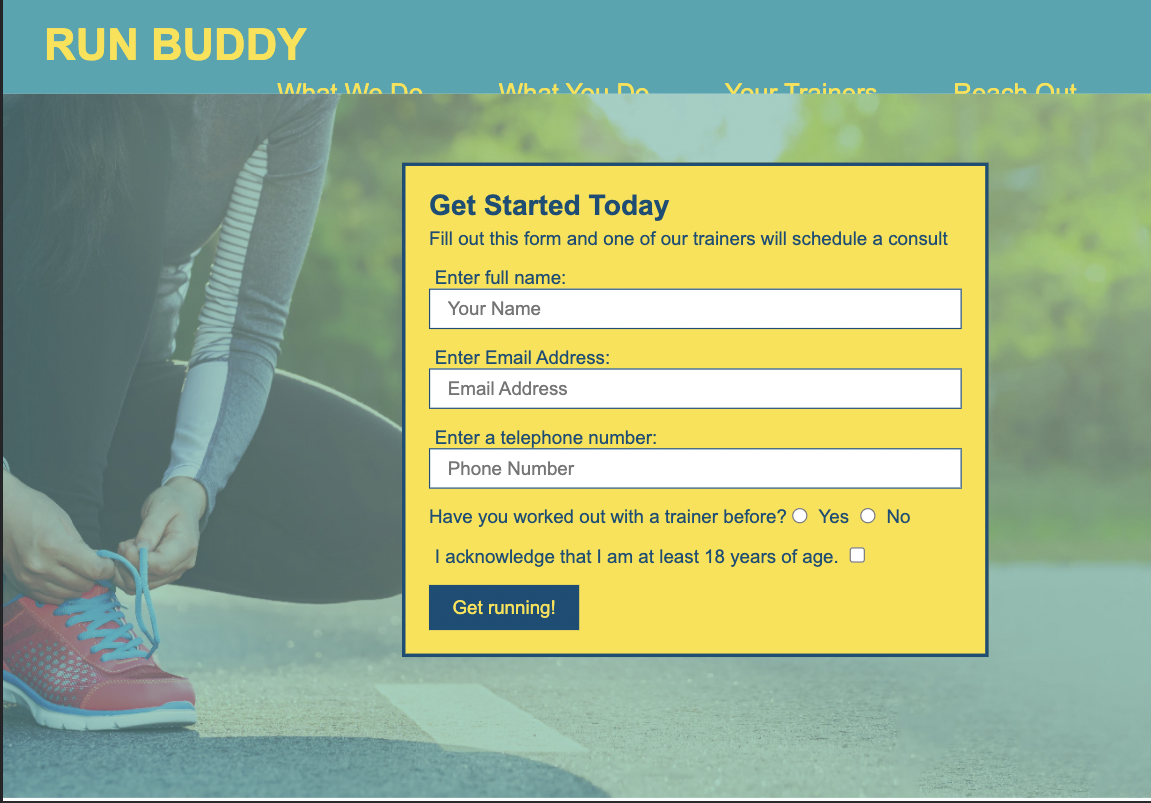 RUN BUDDY
What We Do What You Do Your Trainers Reach Out
Get Started Today
Fill out this form and one of our trainers will schedule a consult
Enter full name:
Your Name
Enter Email Address:
Email Address
Enter a telephone number:
Phone Number
Have you worked out with a trainer before? Yes No
I acknowledge that I am at least 18 years of age.
Get running!